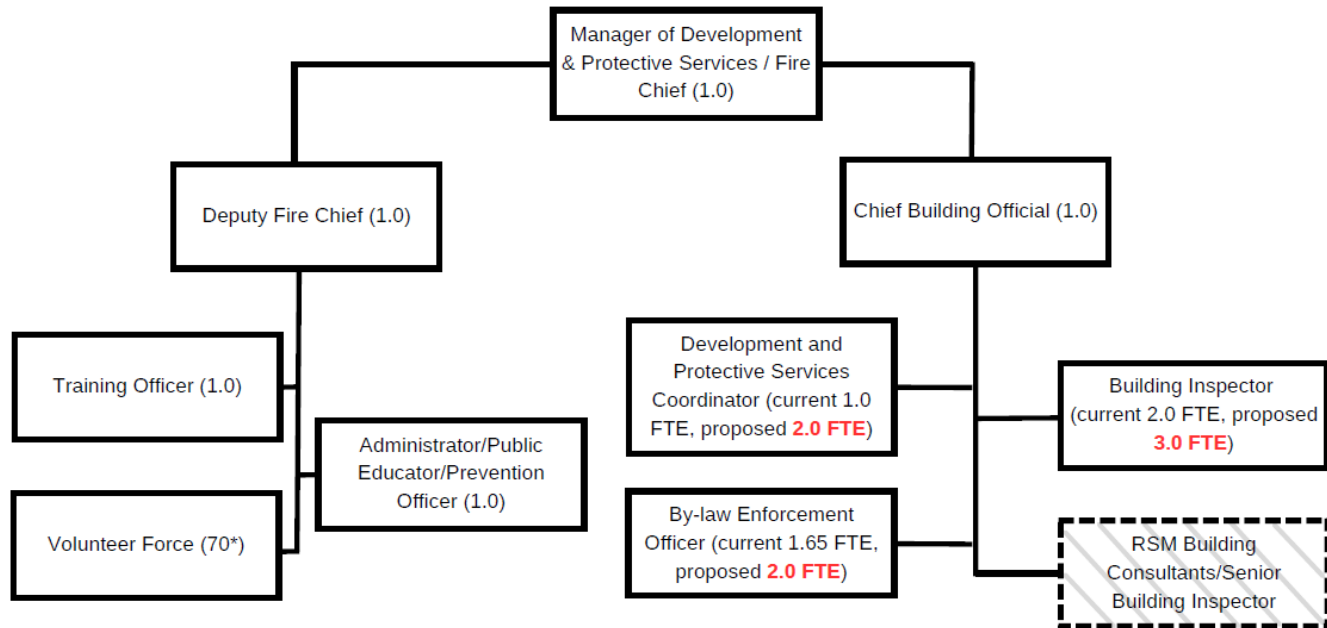 Manager of Development
& Protective Services / Fire
Chief (1.0)
Deputy Fire Chief (1.0)
Chief Building Official (1.0)
Training Officer (1.0)
Administrator/Public
Educator/Prevention
Officer (1.0)
Volunteer Force (70*)
Development and
Protective Services
Coordinator (current 1.0
FTE, proposed 2.0 FTE)
Building Inspector
(current 2.0 FTE, proposed
3.0 FTE)
By-law Enforcement
Officer (current 1.65 FTE,
proposed 2.0 FTE)
RSM Building
Consultants/Senior
Building Inspector